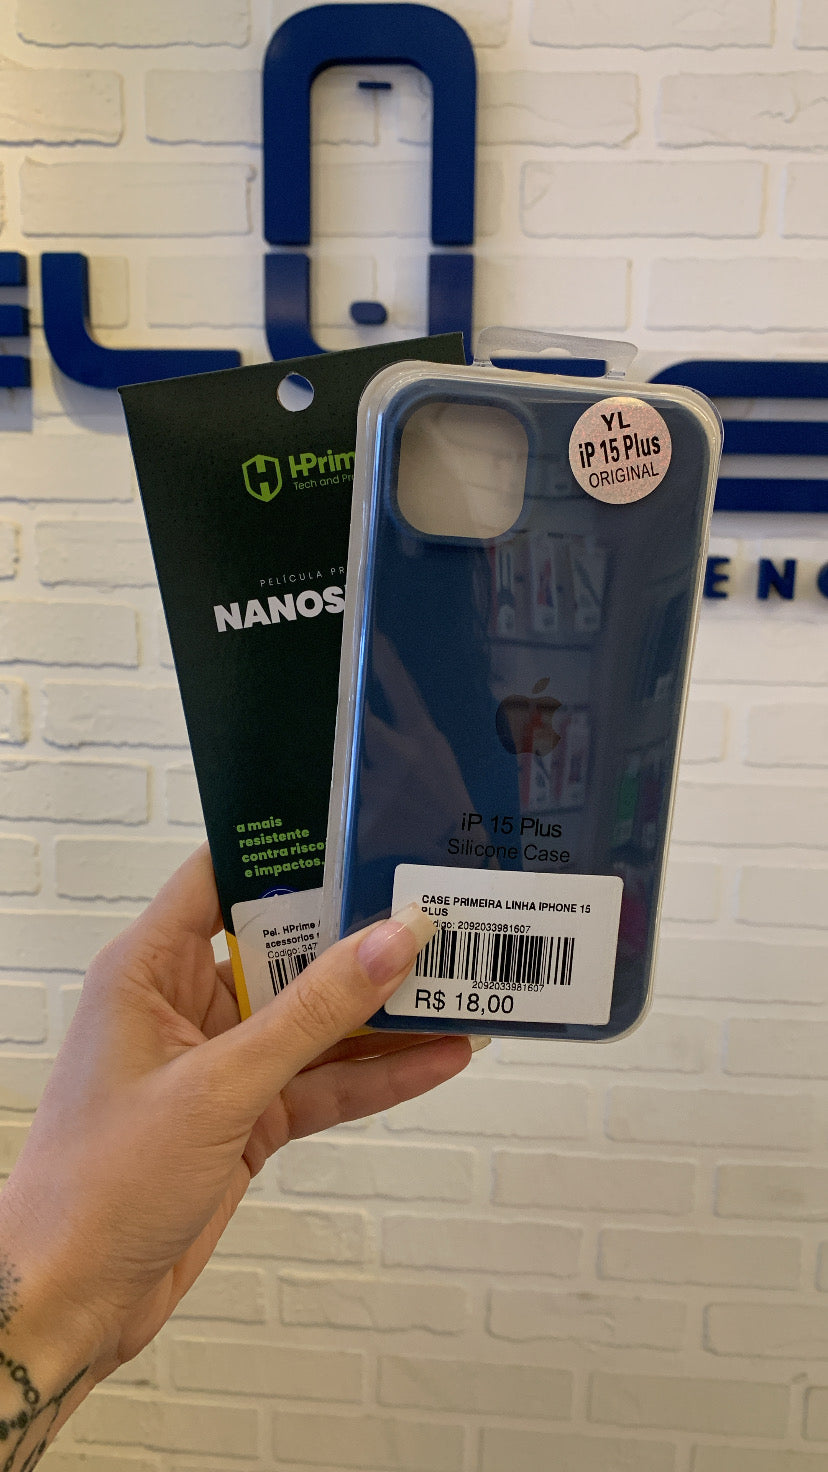 HPrim
Tech and Pr
PELÍCULA PR
NANOS
a mais
resistente
contra risco
e impactos.
Pel. HPrime
acessorios
Codigo: 347
YL
iP 15 Plus
ORIGINAL
iP 15 Plus
Silicone Case
CASE PRIMEIRA LINHA IPHONE 15
PLUS
digo: 2092033981607
2092033981607
R$ 18,00
ENC